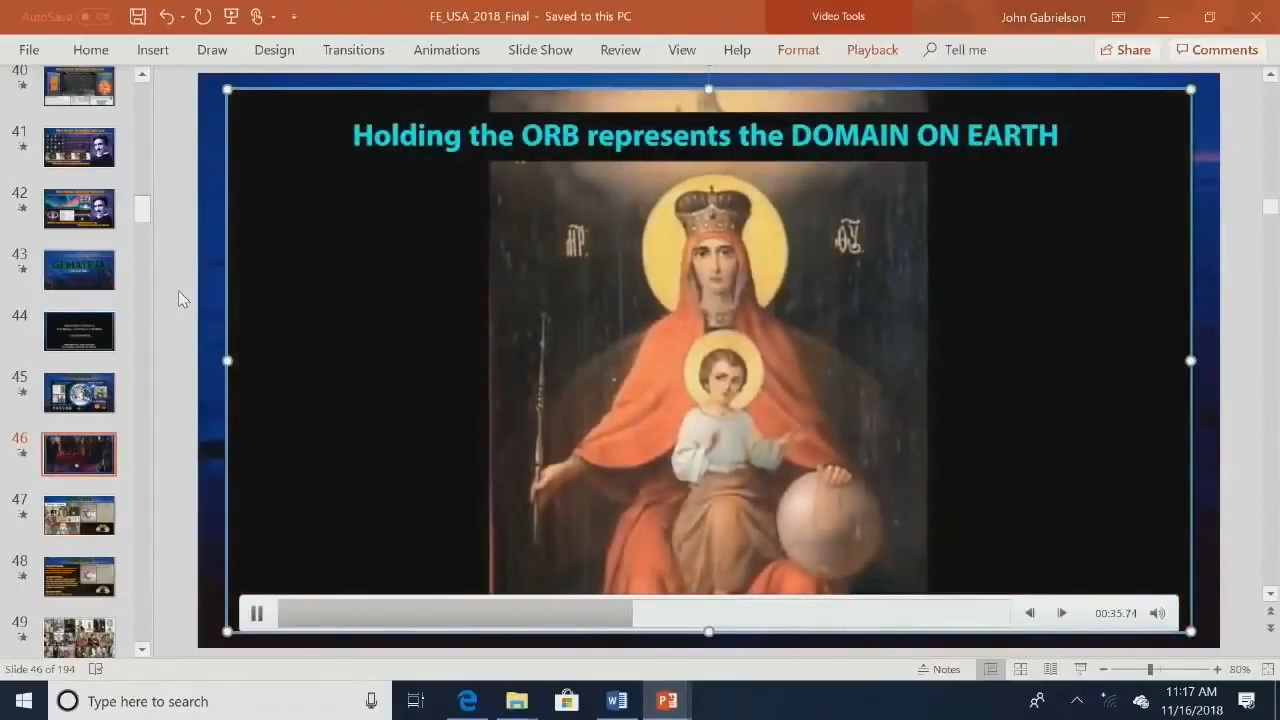 AutoSave
Off
FE_USA_2018_Final - Saved to this PC
Video Tools
John Gabrielson
File Home Insert Draw Design Transitions Animations Slide Show Review View Help Format Playback Tell me Share Comments
40
41
42
43
44
45
46
47
48
49
GEMATRIA
Holding the ORB represents the DOMAIN ON EARTH
00:35.74
Slide 46 of 194
Notes
80%
Type here to search
11:17 AM
11/16/2018